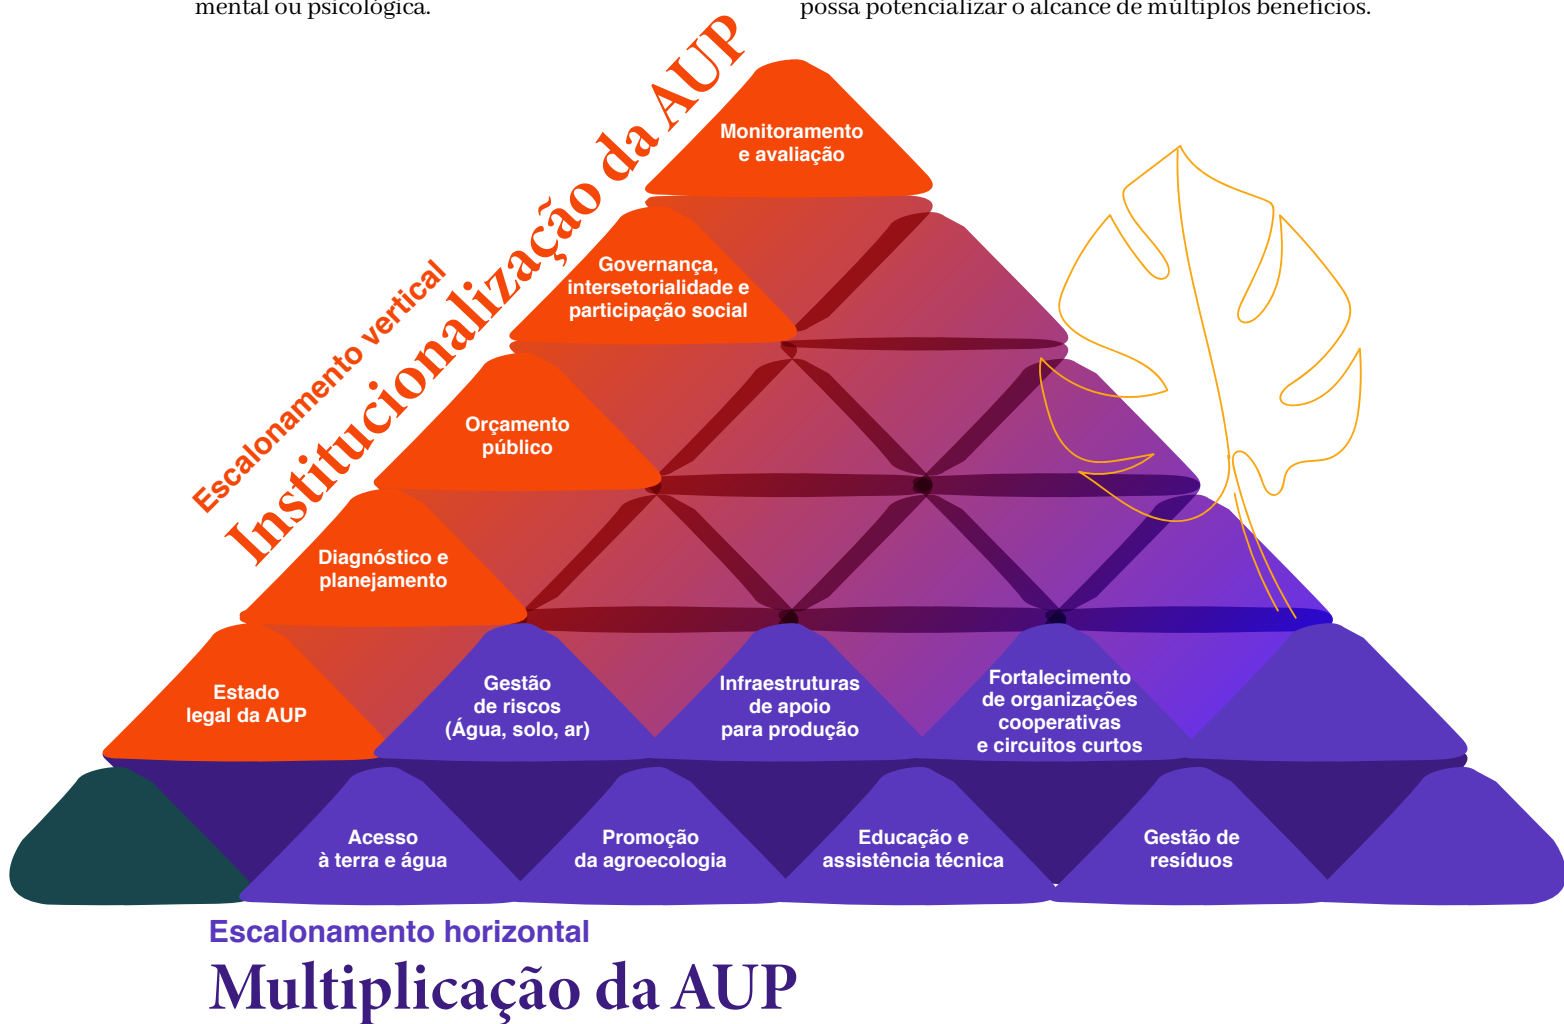 mental ou psicológica.
possa potencializar o alcance de múltiplos benefícios.
Escalonamento vertical
Institucionalização da AUP
Monitoramento
e avaliação
Governança,
intersetorialidade e
participação social
Orçamento
público
Diagnóstico e
planejamento
Estado
legal da AUP
Gestão
de riscos
(Água, solo, ar)
Infraestruturas
de apoio
para produção
Fortalecimento
de organizações
cooperativas
e circuitos curtos
Acesso
à terra e água
Promoção
da agroecologia
Educação e
assistência técnica
Gestão de
resíduos
Escalonamento horizontal
Multiplicação da AUP